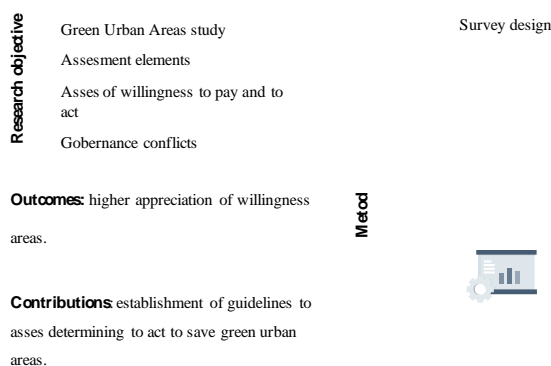 Research objective
Green Urban Areas study
Assesment elements
Asses of willingness to pay and to
act
Gobernance conflicts
Outcomes: higher appreciation of willingness
areas.
Contributions: establishment of guidelines to
asses determining to act to save green urban
areas.
Metod
Survey design